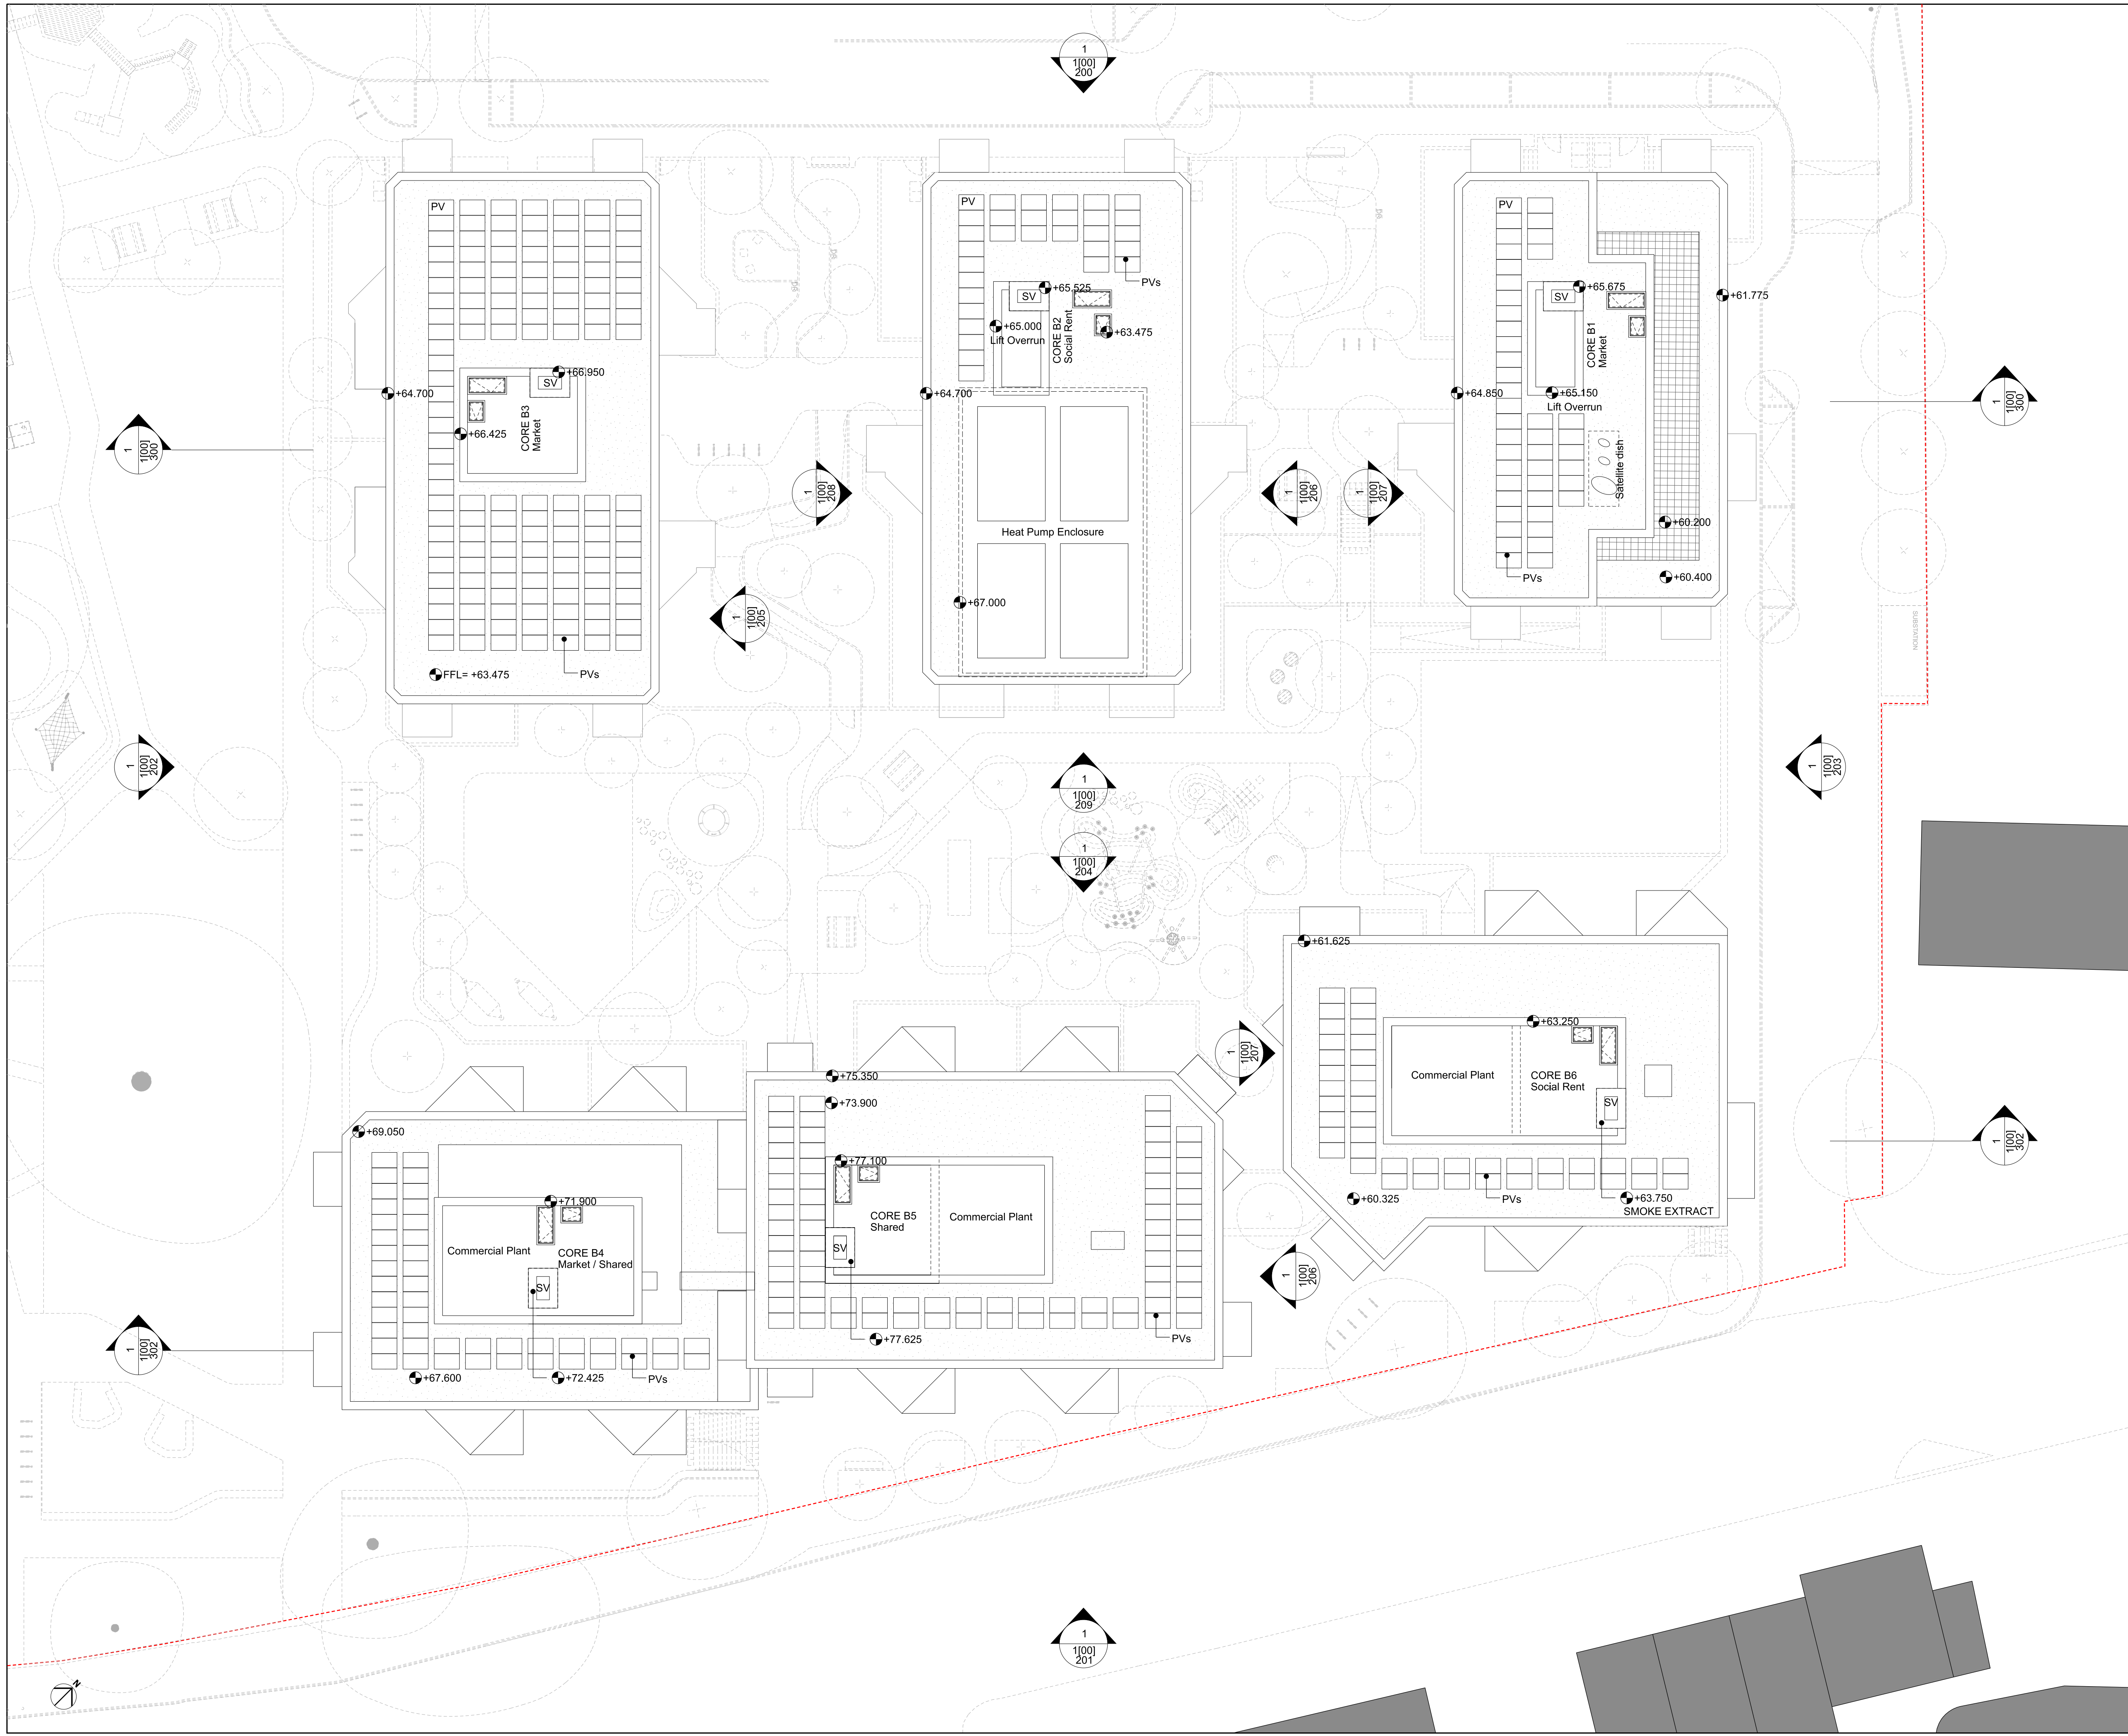 1
1[00]
200
PV
+66.950
SV
+64.700
CORE B3
Market
+66.425
FFL= +63.475
PVs
PV
PVs
+65.525
SV
+65.000
Lift Overrun
CORE B2
Social Rent
+63.475
+64.700
Heat Pump Enclosure
+67.000
PV
+65.675
SV
+61.775
CORE B1
Market
+64.850
+65.150
Lift Overrun
Satellite dish
+60.200
+60.400
PVs
1
1[00]
300
1
1[00]
300
1
1[00]
208
1
1[00]
206
1
1[00]
207
1
1[00]
205
SUBSTATION
1
1[00]
202
1
1[00]
209
1
1[00]
203
1
1[00]
204
+61.625
+63.250
Commercial Plant
CORE B6
Social Rent
SV
+60.325
PVs
+63.750
SMOKE EXTRACT
1
1[00]
207
1
1[00]
302
+75.350
+73.900
+77.100
CORE B5
Shared
Commercial Plant
SV
+77.625
PVs
+69.050
+71.900
Commercial Plant
CORE B4
Market / Shared
SV
+67.600
+72.425
PVs
1
1[00]
206
1
1[00]
302
1
1[00]
201
N